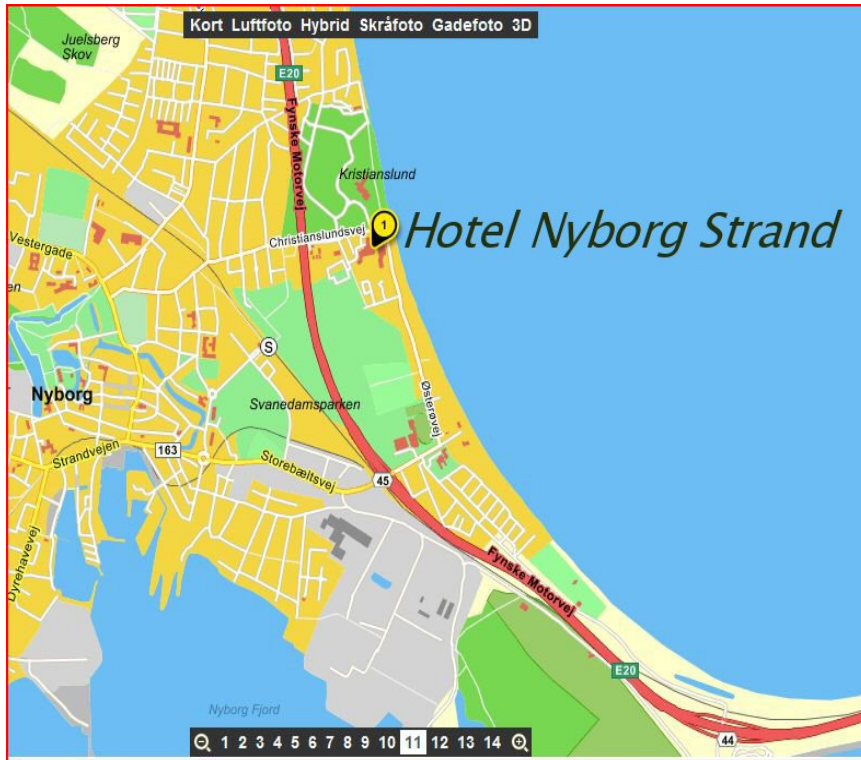 Kort Luftfoto Hybrid Skråfoto Gadefoto 3D
Juelsberg
Skov
E20
Fynske Motorvej
Kristianslund
1
Hotel Nyborg Strand
Christianslundsvej
Vestergade
en
S
Nyborg
Svanedamsparken
Østerøvej
163
Strandvejen
Storebæltsvej
45
Dyrehavevej
Fynske Motorvej
E20
Nyborg Fjord
44
1 2 3 4 5 6 7 8 9 10 11 12 13 14